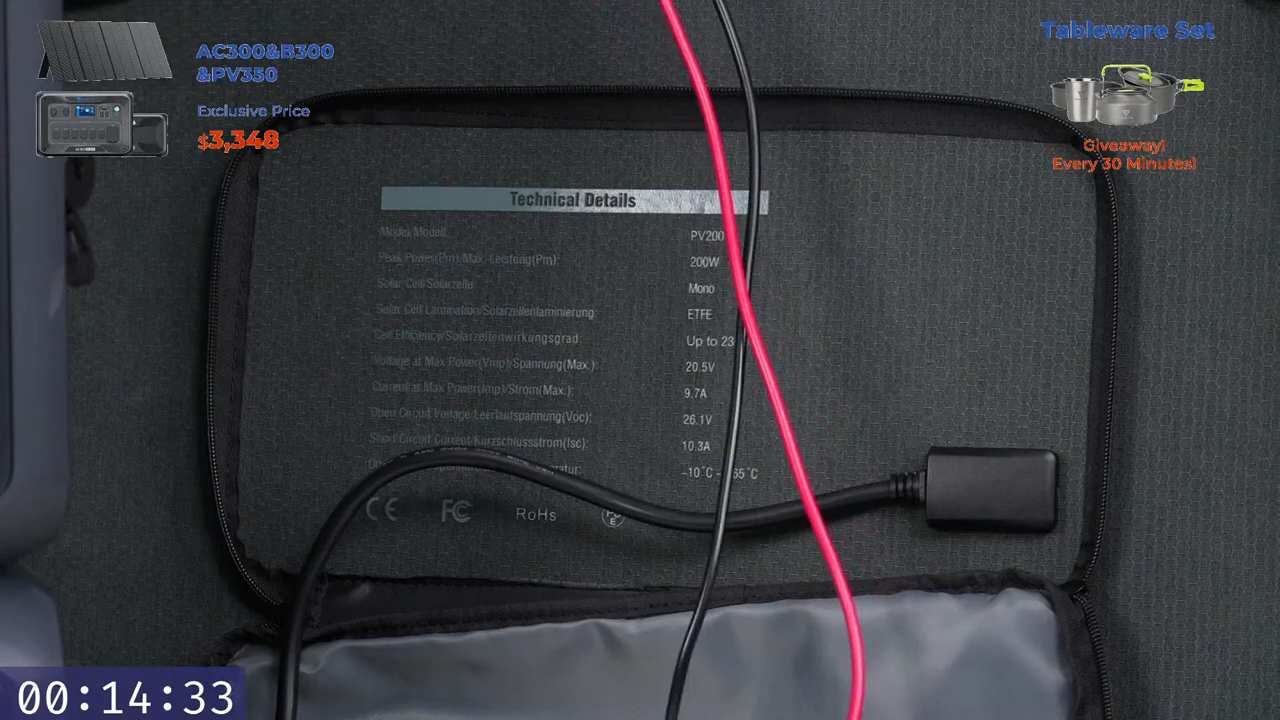 AC300&B300
&PV350
Exclusive Price
$3,348
Tableware Set
Giveaway!
Every 30 Minutes!
Technical Details
Model/Modell: PV200
Peak Power(Pm)/Max. Leistong(Pm): 200W
Solar Cell/Solarzelle: Mono
Solar Cell Lamination/Solarzellenlaminierung: ETFE
Cell Efficiency/Solarzellenwirkungsgrad Up to 23
Voltage at Max Power(Vmp)/Spannung(Max.): 20.5V
Current at Max Power(Imp)/Strom(Max.): 9.7A
Open Circuit Voltage/Leerlaufspannung(Voc): 26.1V
Short Circuit Current/Kurzschlussstrom(Isc): 10.3A
-10°C - 65°C
CE FC RoHS
00:14:33